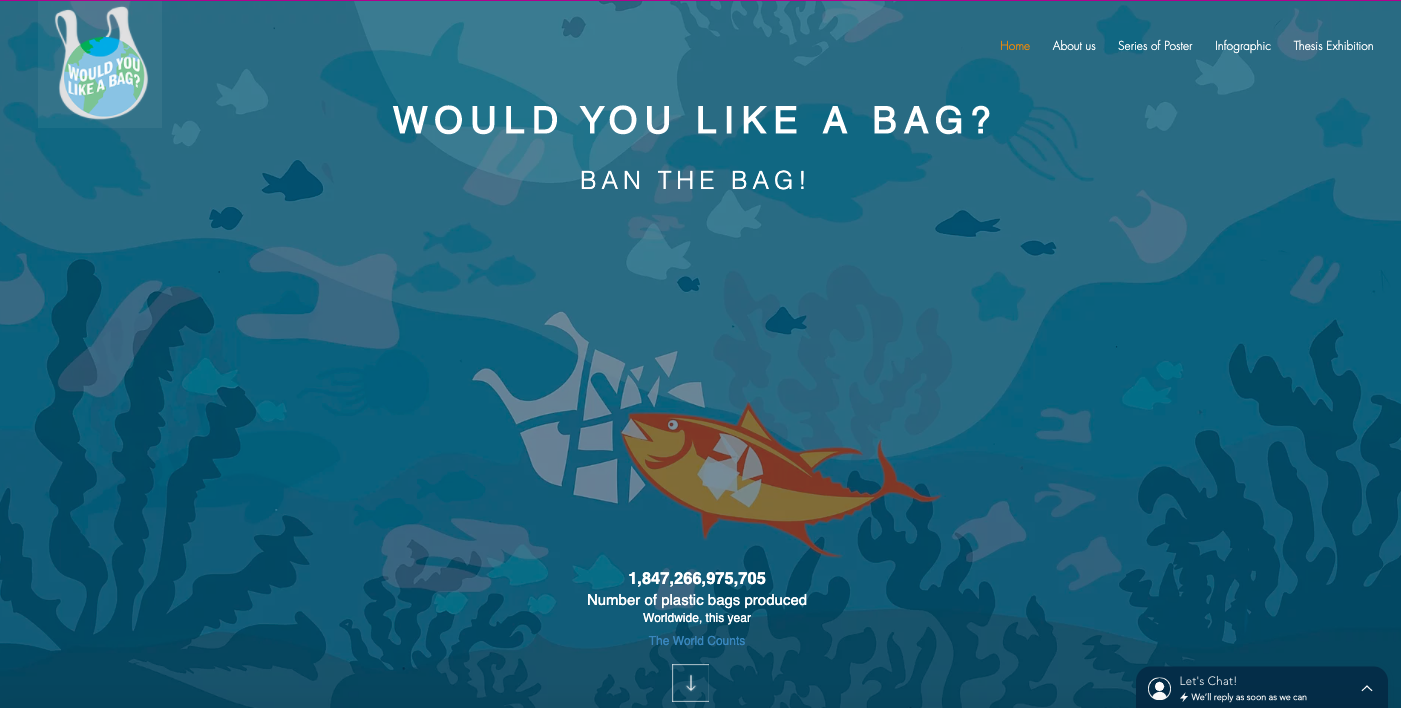 WOULD YOU
LIKE A BAG?
Home
About us
Series of Poster
Infographic
Thesis Exhibition
WOULD YOU LIKE A BAG?
BAN THE BAG!
1,847,266,975,705
Number of plastic bags produced
Worldwide, this year
The World Counts
Let's Chat!
We'll reply as soon as we can